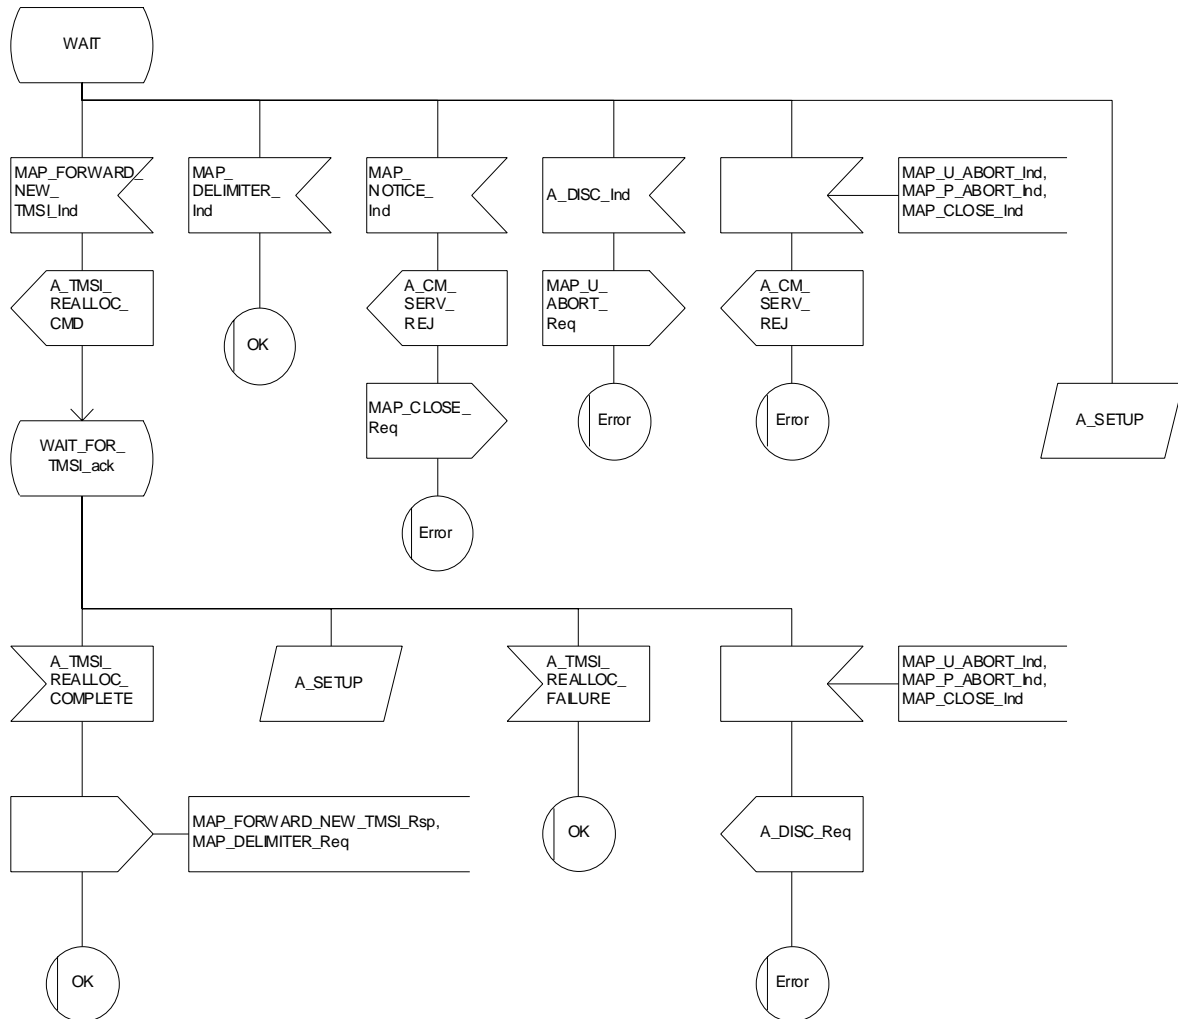 WAIT
MAP_FORWARD_
NEW_
TMSI_Ind
MAP_
DELIMITER_
Ind
MAP_
NOTICE_
Ind
A_DISC_Ind
MAP_U_ABORT_Ind,
MAP_P_ABORT_Ind,
MAP_CLOSE_Ind
A_TMSI_
REALLOC_
CMD
OK
A_CM_
SERV_
REJ
MAP_U_
ABORT_
Req
A_CM_
SERV_
REJ
MAP_CLOSE_
Req
Error
Error
A_SETUP
WAIT_FOR_
TMSI_ack
Error
A_TMSI_
REALLOC_
COMPLETE
A_SETUP
A_TMSI_
REALLOC_
FAILURE
MAP_U_ABORT_Ind,
MAP_P_ABORT_Ind,
MAP_CLOSE_Ind
MAP_FORWARD_NEW_TMSI_Rsp,
MAP_DELIMITER_Req
OK
A_DISC_Req
OK
Error